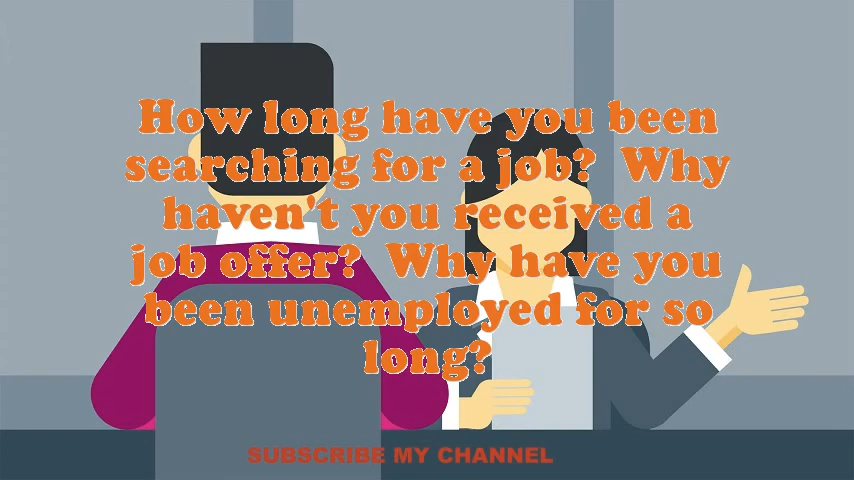 How long have you been
searching for a job?  Why
haven't you received a
job offer?  Why have you
been unemployed for so
long?
SUBSCRIBE MY CHANNEL